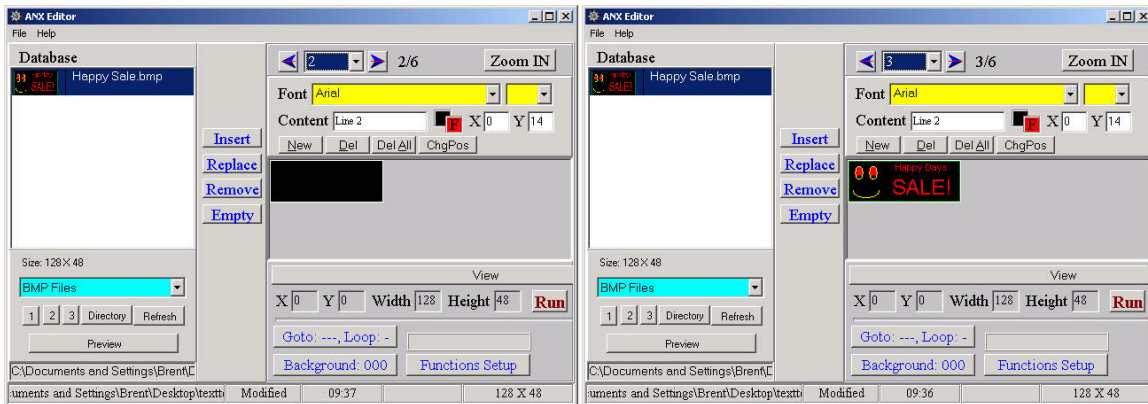 ANX Editor
File Help
Database
Happy Sale.bmp
SALE!
2 2/6 Zoom IN
Font Arial
Content Line 2 F X 0 Y 14
New Del Del All ChgPos
Insert
Replace
Remove
Empty
Size: 128 X 48
BMP Files
1 2 3 Directory Refresh
Preview
C:\Documents and Settings\Brent\D
View
X 0 Y 0 Width 128 Height 48 Run
Goto: ---, Loop: -
Background: 000 Functions Setup
:uments and Settings\Brent\Desktop\textt Modified 09:37 128 X 48
ANX Editor
File Help
Database
Happy Sale.bmp
SALE!
3 3/6 Zoom IN
Font Arial
Content Line 2 F X 0 Y 14
New Del Del All ChgPos
Insert
Replace
Remove
Empty
Happy Days
SALE!
Size: 128 X 48
BMP Files
1 2 3 Directory Refresh
Preview
C:\Documents and Settings\Brent\D
View
X 0 Y 0 Width 128 Height 48 Run
Goto: ---, Loop: -
Background: 000 Functions Setup
:uments and Settings\Brent\Desktop\textt Modified 09:36 128 X 48